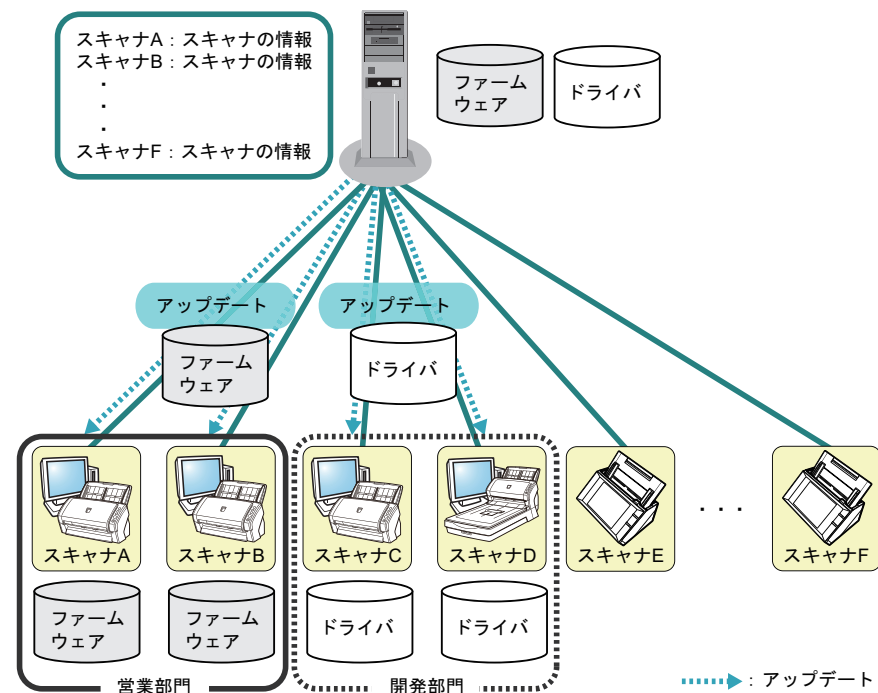 スキャナA：スキャナの情報
スキャナB：スキャナの情報
・
・
・
スキャナF：スキャナの情報
ファーム
ウェア
ドライバ
アップデート
アップデート
ファーム
ウェア
ドライバ
スキャナA
スキャナB
スキャナC
スキャナD
スキャナE
・・・
スキャナF
ファーム
ウェア
ファーム
ウェア
ドライバ
ドライバ
営業部門
開発部門
：アップデート